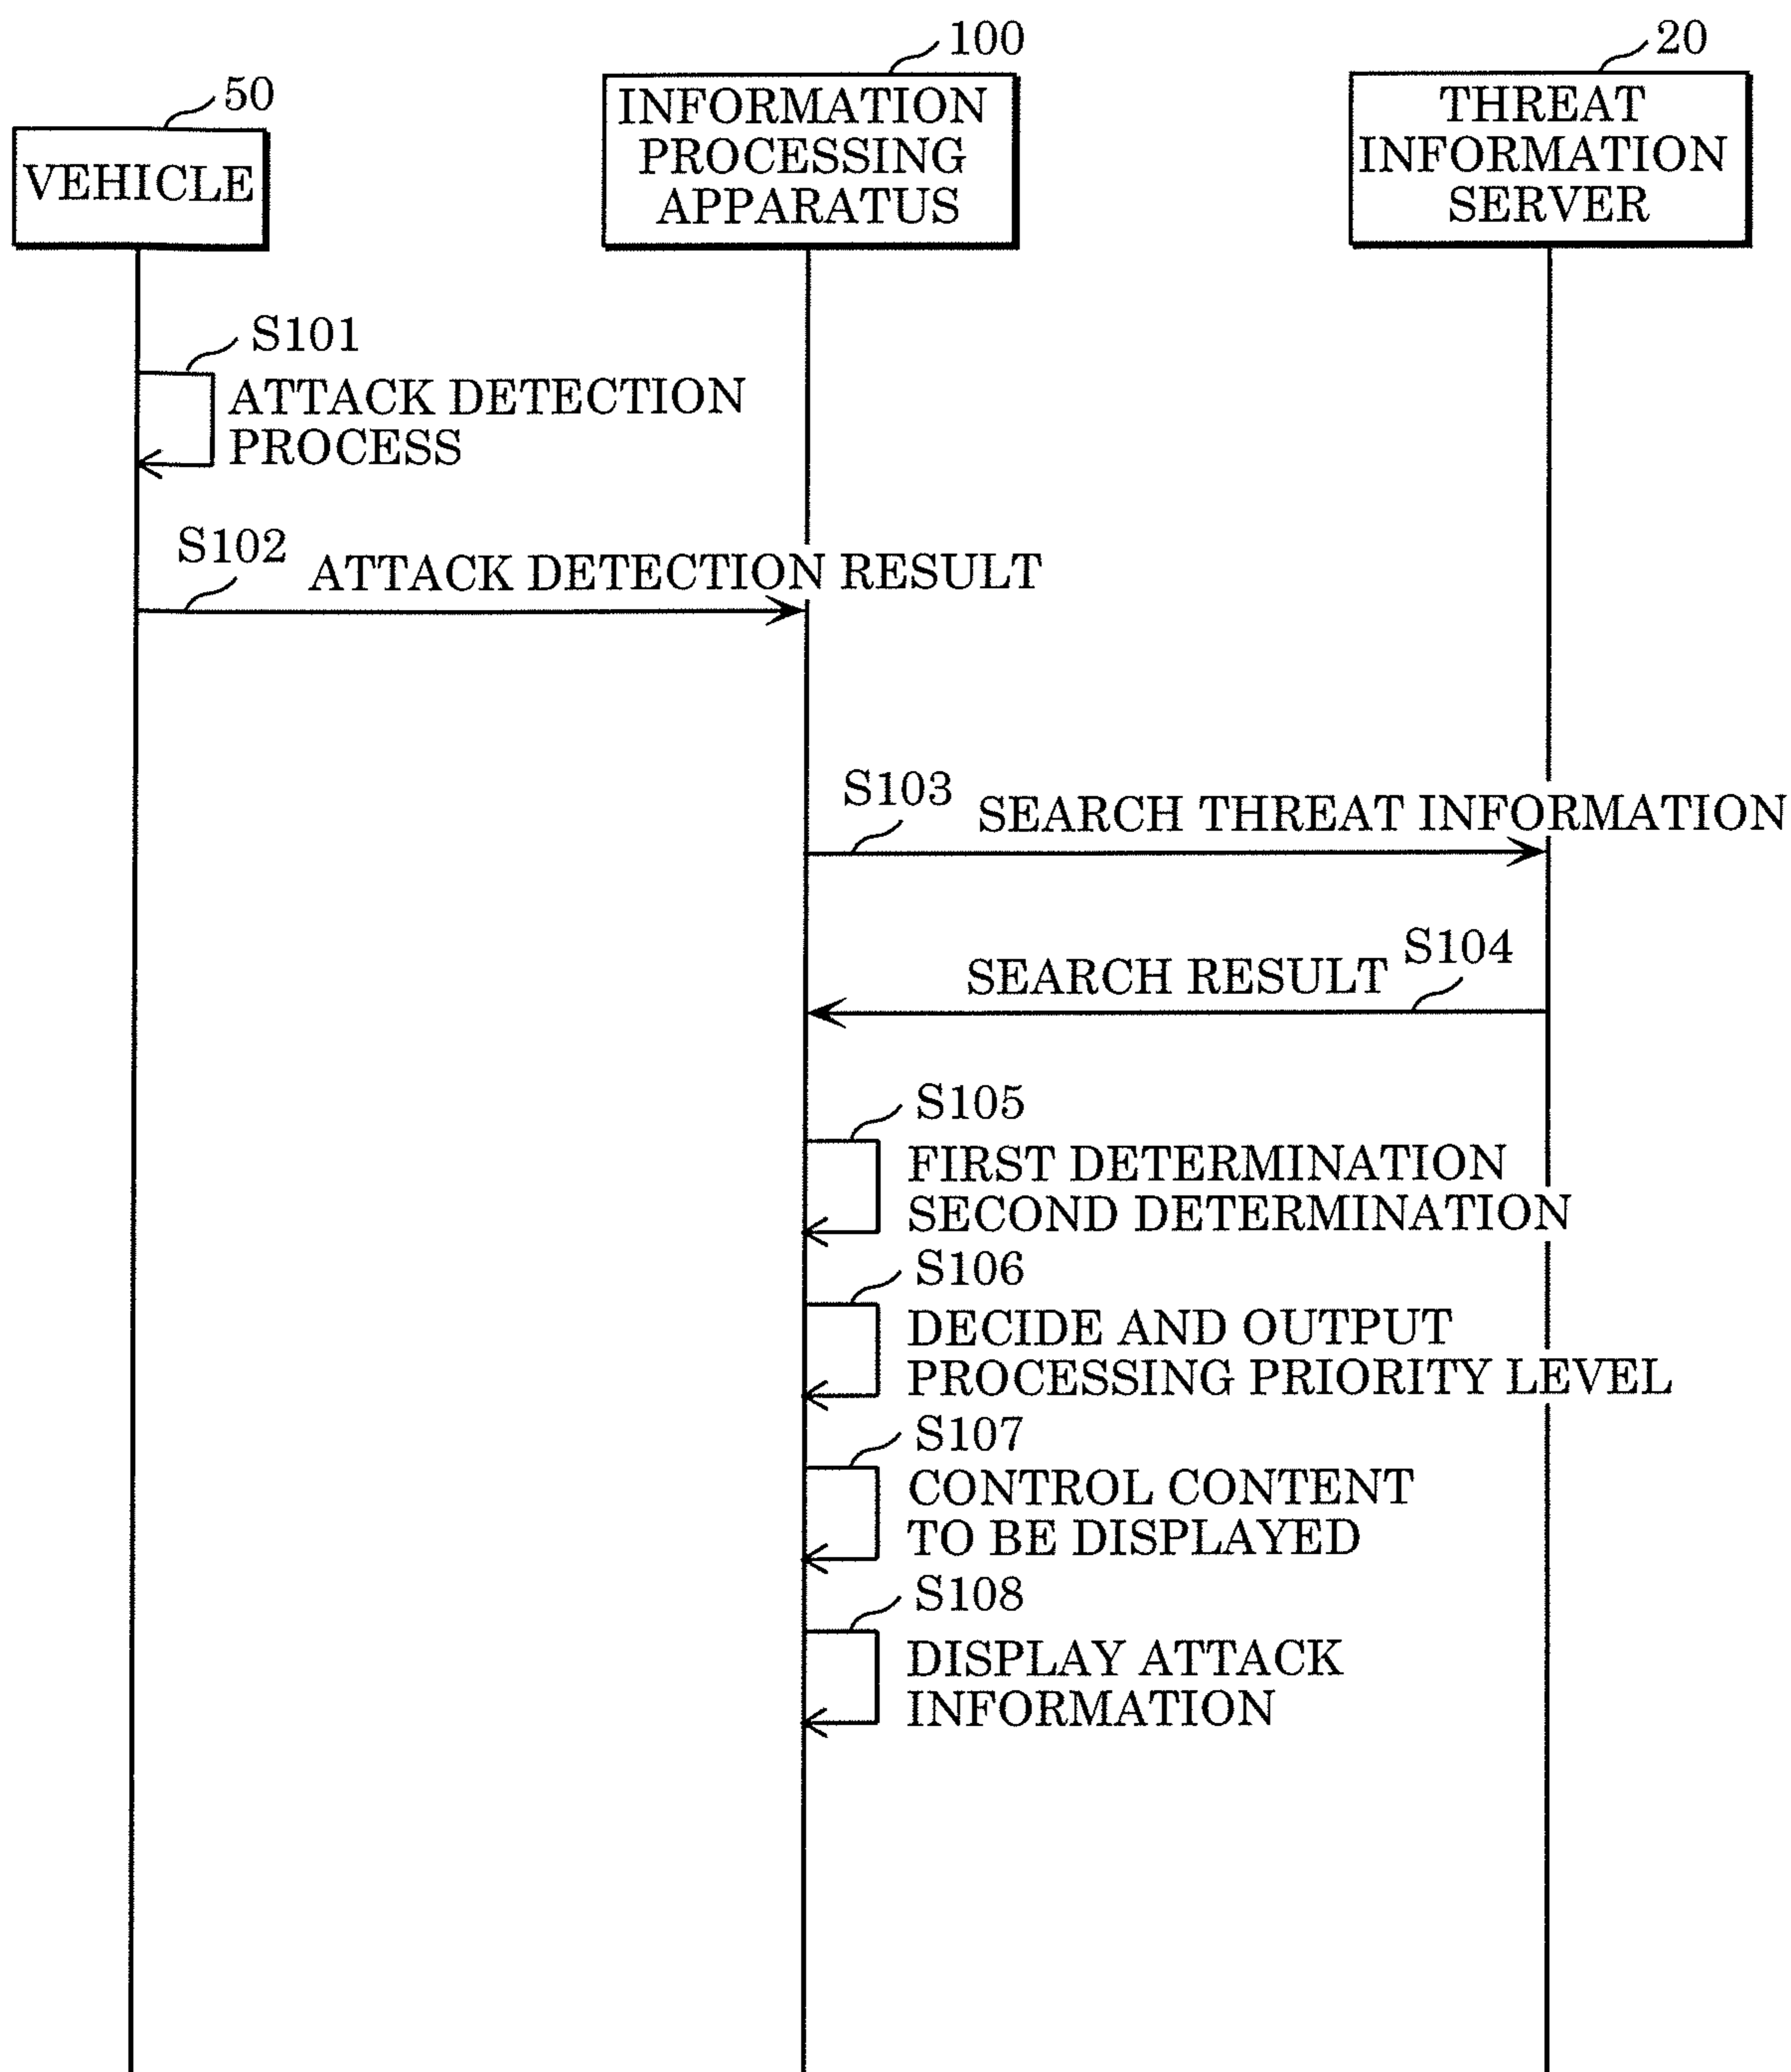 50
VEHICLE
100
INFORMATION
PROCESSING
APPARATUS
20
THREAT
INFORMATION
SERVER
S101
ATTACK DETECTION
PROCESS
S102
ATTACK DETECTION RESULT
S103
SEARCH THREAT INFORMATION
SEARCH RESULT
S104
S105
FIRST DETERMINATION
SECOND DETERMINATION
S106
DECIDE AND OUTPUT
PROCESSING PRIORITY LEVEL
S107
CONTROL CONTENT
TO BE DISPLAYED
S108
DISPLAY ATTACK
INFORMATION